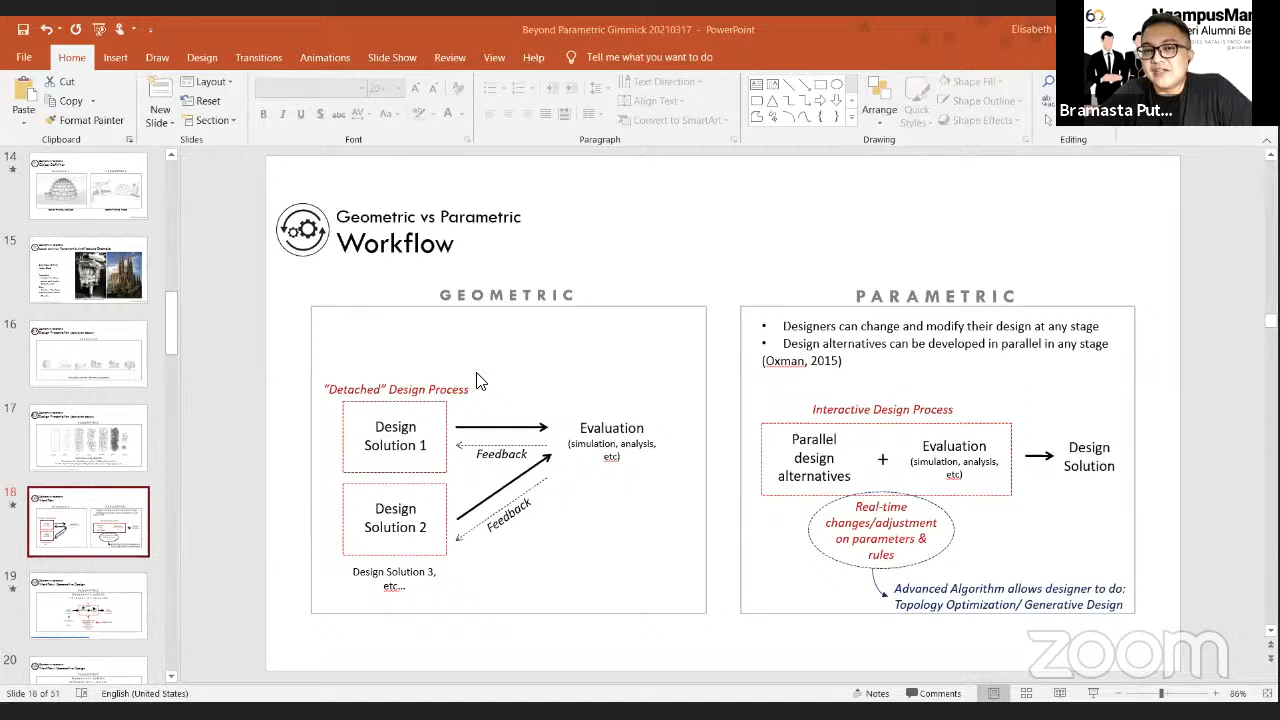 Beyond Parametric Gimmick 20210317 - PowerPoint
Elisabeth
File Home Insert Draw Design Transitions Animations Slide Show Review View Help Tell me what you want to do
NgampusMan
60
Bramasta Put...
Paste
Cut
Copy
Format Painter
Clipboard
New
Slide
Layout
Reset
Section
Slides
20
Font
Text Direction
Align Text
Convert to SmartArt
Paragraph
Arrange
Quick
Styles
Shape Fill
Shape Outline
Shape Effects
Drawing
Editing
14
15
16
17
18
19
20
Geometric vs Parametric
Workflow
GEOMETRIC
"Detached" Design Process
Design
Solution 1
Design
Solution 2
Design Solution 3,
etc...
Feedback
Feedback
Evaluation
(simulation, analysis,
etc)
PARAMETRIC
• Designers can change and modify their design at any stage
• Design alternatives can be developed in parallel in any stage
(Oxman, 2015)
Interactive Design Process
Parallel
design
alternatives
+
Evaluation
(simulation, analysis,
etc)
Design
Solution
Real-time
changes/adjustment
on parameters &
rules
Advanced Algorithm allows designer to do:
Topology Optimization/ Generative Design
zoom
Slide 18 of 51 English (United States) Notes Comments 86%